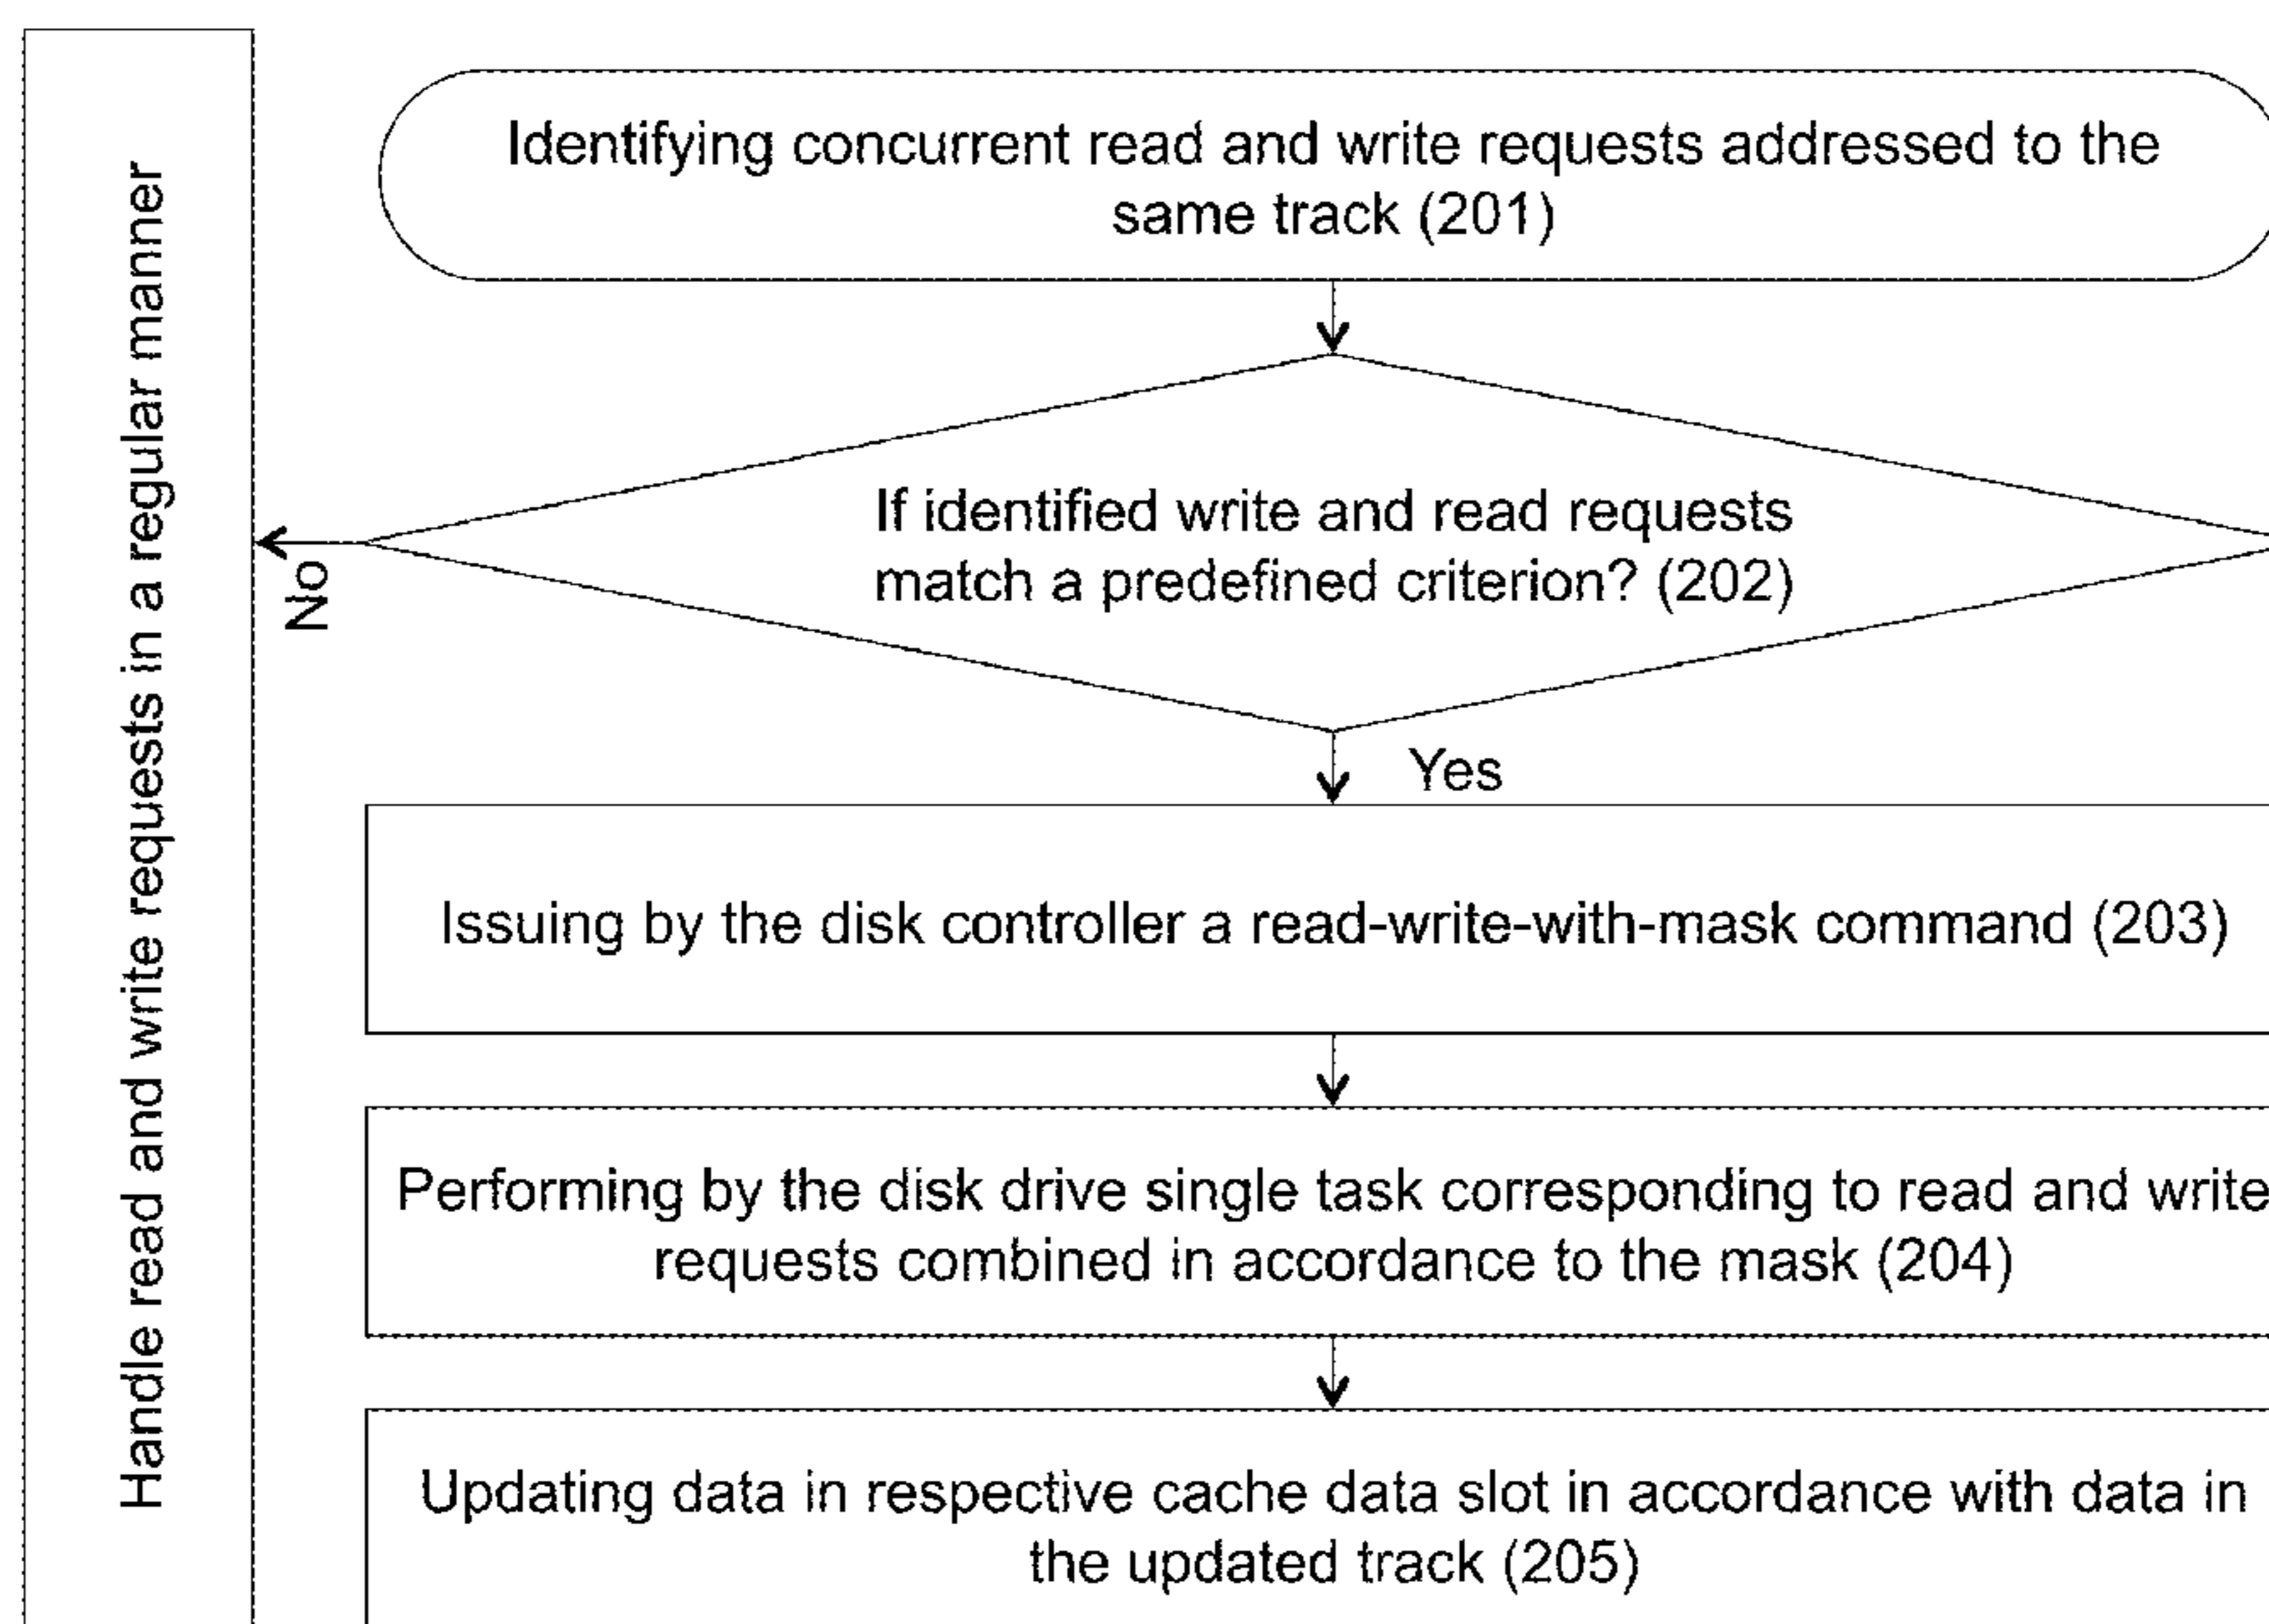 Handle read and write requests in a regular manner
Identifying concurrent read and write requests addressed to the
same track (201)
If identified write and read requests
match a predefined criterion? (202)
No
Yes
Issuing by the disk controller a read-write-with-mask command (203)
Performing by the disk drive single task corresponding to read and write
requests combined in accordance to the mask (204)
Updating data in respective cache data slot in accordance with data in
the updated track (205)